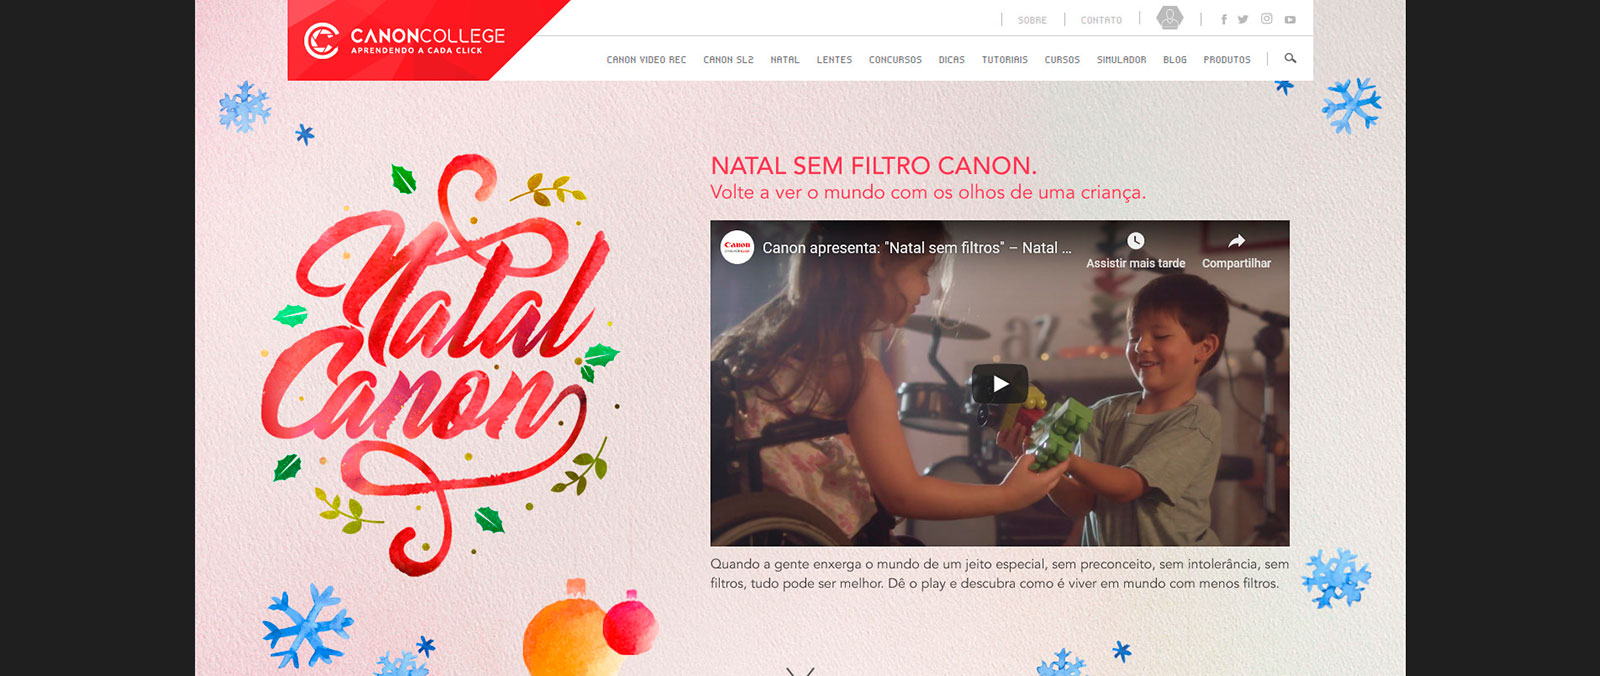 CANONCOLLEGE
APRENDENDO A CADA CLICK
SOBRE
CONTATO
CANON VIDEO REC
CANON SL2
NATAL
LENTES
CONCURSOS
DICAS
TUTORIAIS
CURSOS
SIMULADOR
BLOG
PRODUTOS
Natal
Canon
NATAL SEM FILTRO CANON.
Volte a ver o mundo com os olhos de uma criança.
Canon
Canon apresenta: "Natal sem filtros" – Natal ...
Assistir mais tarde
Compartilhar
Quando a gente enxerga o mundo de um jeito especial, sem preconceito, sem intolerância, sem
filtros, tudo pode ser melhor. Dê o play e descubra como é viver em mundo com menos filtros.